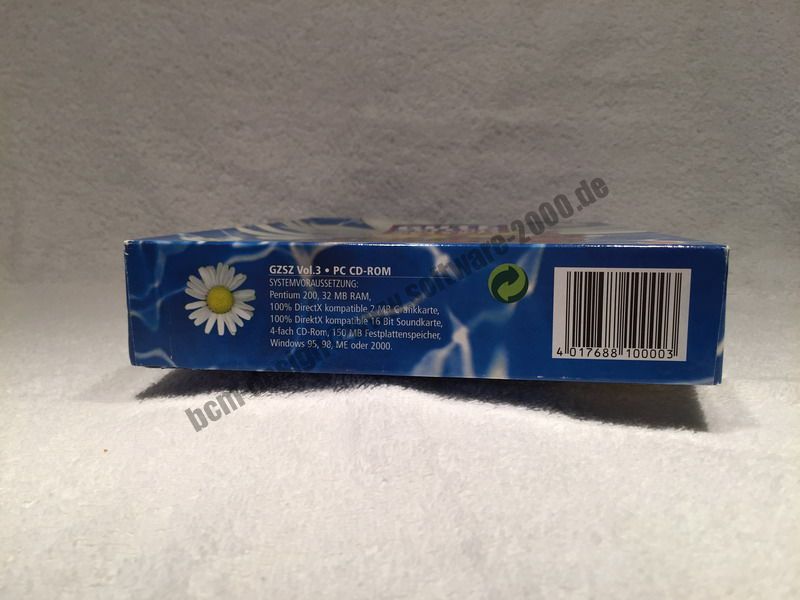 GZSZ Vol.3 • PC CD-ROM
SYSTEMVORAUSSETZUNG:
Pentium 200, 32 MB RAM,
100% DirectX kompatible 2 MB Grafikkarte,
100% DirektX kompatible 16 Bit Soundkarte,
4-fach CD-Rom, 150 MB Festplattenspeicher,
Windows 95, 98, ME oder 2000.
4 017688 100003
software-2000.de